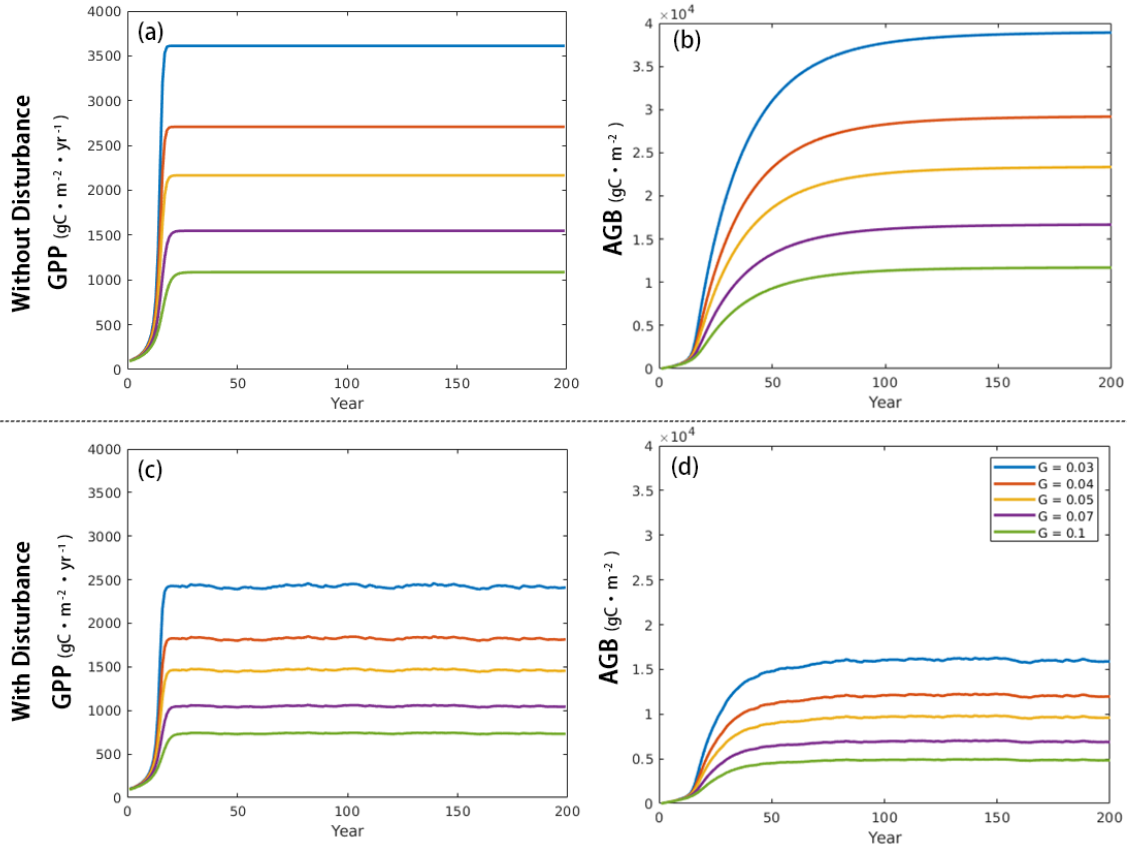 (a)
4000
3500
3000
2500
2000
1500
1000
500
0
0 50 100 150 200
Year
Without Disturbance
GPP (gC • m⁻² • yr⁻¹)
(b)
×10⁴
4
3.5
3
2.5
2
1.5
1
0.5
0
0 50 100 150 200
Year
AGB (gC • m⁻²)
(c)
4000
3500
3000
2500
2000
1500
1000
500
0
0 50 100 150 200
Year
With Disturbance
GPP (gC • m⁻² • yr⁻¹)
(d)
×10⁴
4
3.5
3
2.5
2
1.5
1
0.5
0
0 50 100 150 200
Year
AGB (gC • m⁻²)
G = 0.03
G = 0.04
G = 0.05
G = 0.07
G = 0.1